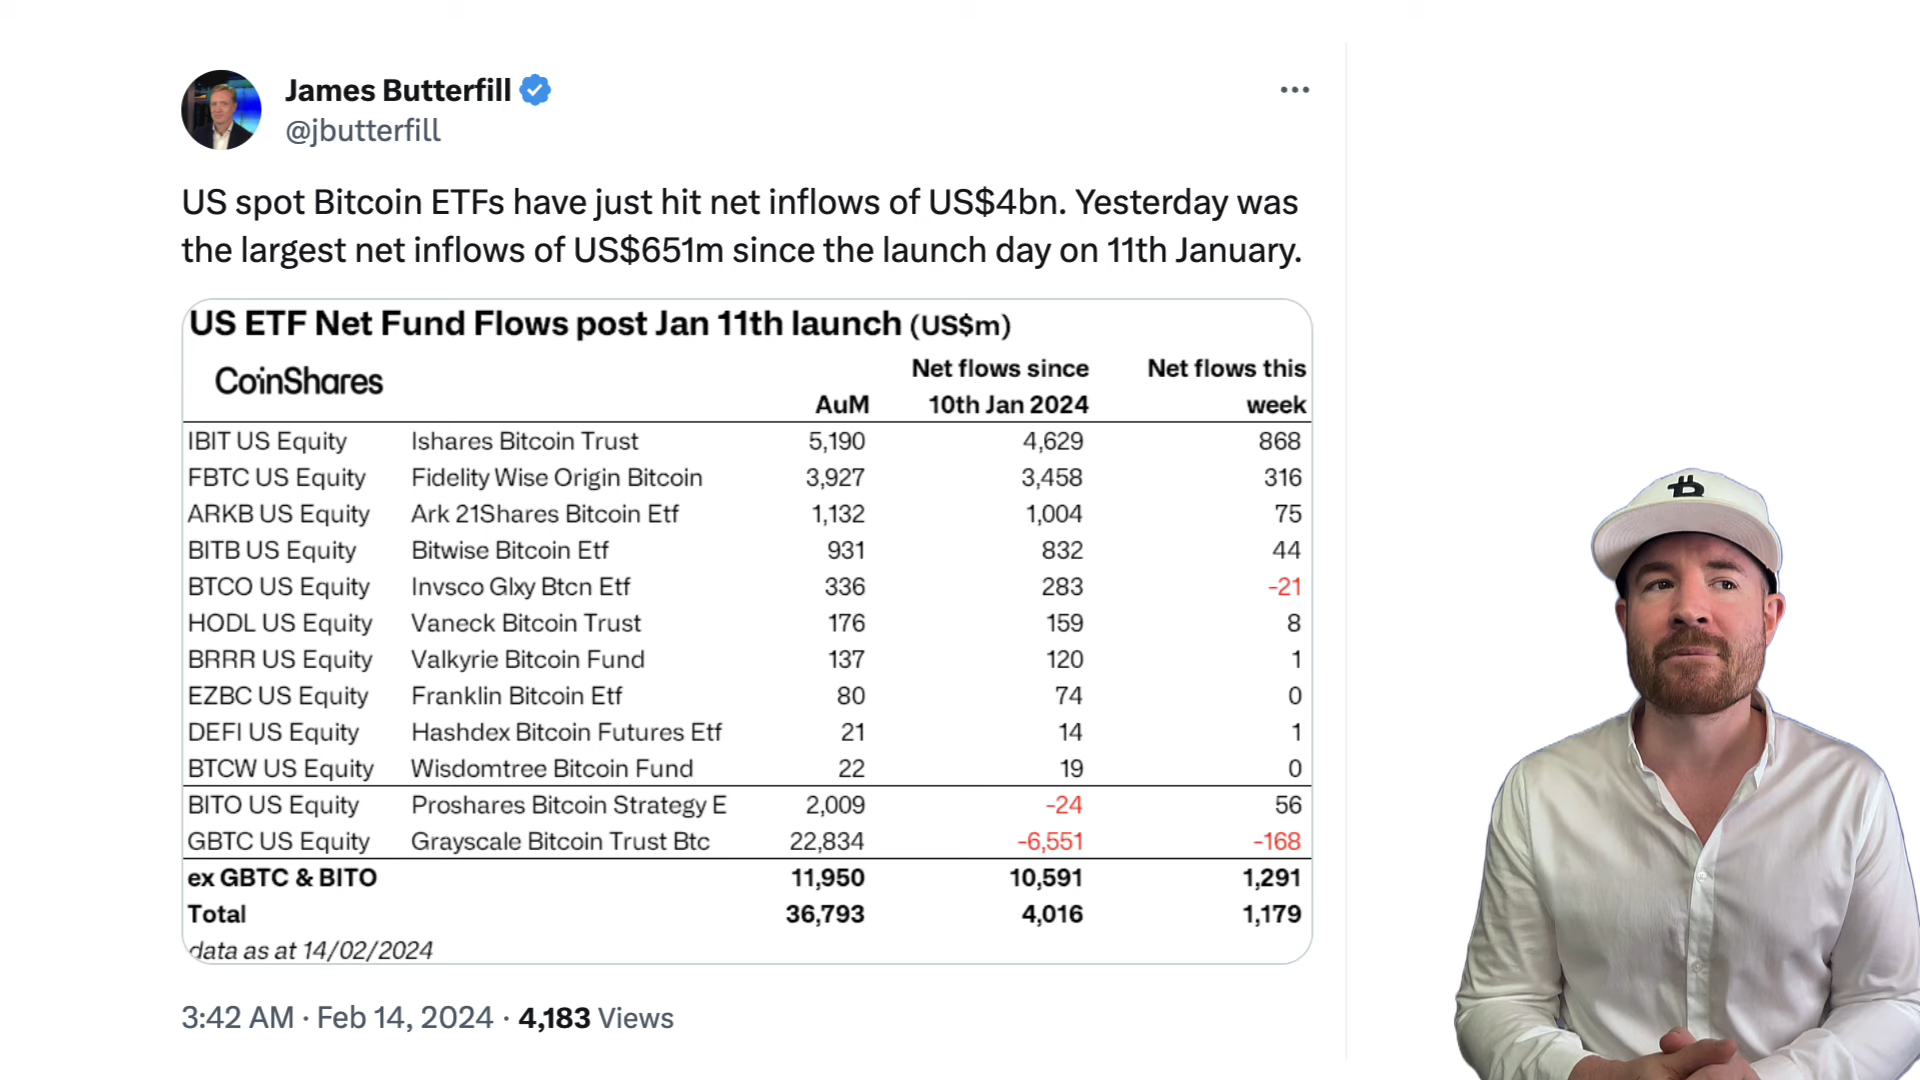 James Butterfill
@jbutterfill
US spot Bitcoin ETFs have just hit net inflows of US$4bn. Yesterday was
the largest net inflows of US$651m since the launch day on 11th January.
US ETF Net Fund Flows post Jan 11th launch (US$m)
CoinShares
AuM Net flows since 10th Jan 2024 Net flows this week
IBIT US Equity Ishares Bitcoin Trust 5,190 4,629 868
FBTC US Equity Fidelity Wise Origin Bitcoin 3,927 3,458 316
ARKB US Equity Ark 21Shares Bitcoin Etf 1,132 1,004 75
BITB US Equity Bitwise Bitcoin Etf 931 832 44
BTCO US Equity Invsco Glxy Btcn Etf 336 283 -21
HODL US Equity Vaneck Bitcoin Trust 176 159 8
BRRR US Equity Valkyrie Bitcoin Fund 137 120 1
EZBC US Equity Franklin Bitcoin Etf 80 74 0
DEFI US Equity Hashdex Bitcoin Futures Etf 21 14 1
BTCW US Equity Wisdomtree Bitcoin Fund 22 19 0
BITO US Equity Proshares Bitcoin Strategy E 2,009 -24 56
GBTC US Equity Grayscale Bitcoin Trust Btc 22,834 -6,551 -168
ex GBTC & BITO 11,950 10,591 1,291
Total 36,793 4,016 1,179
data as at 14/02/2024
3:42 AM · Feb 14, 2024 · 4,183 Views